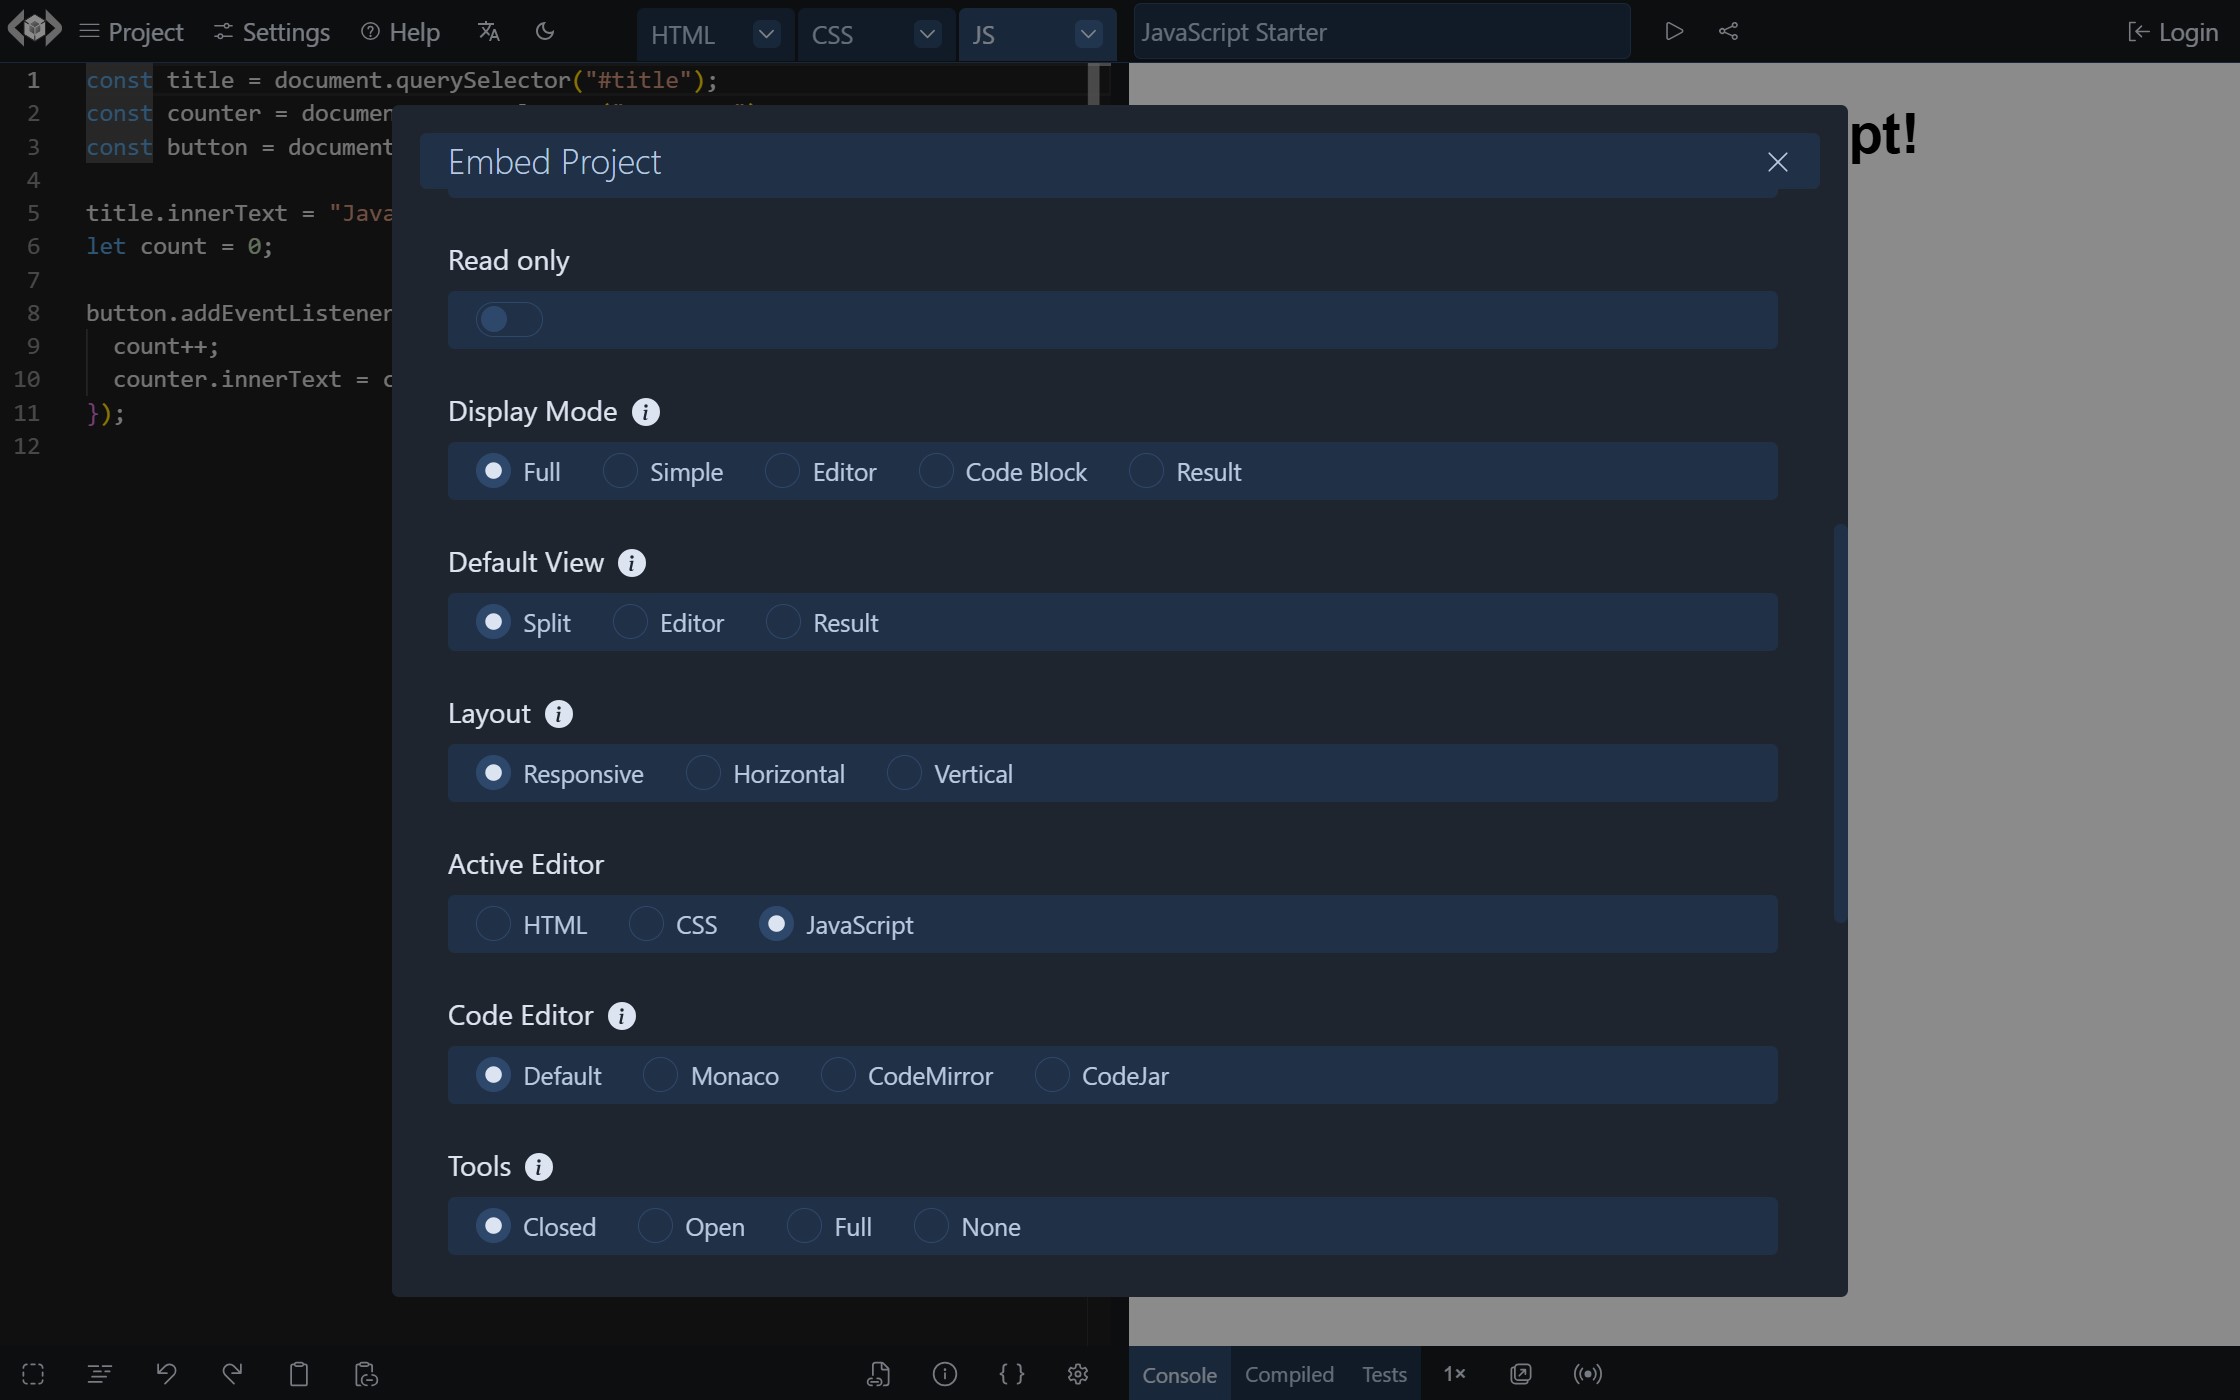 Project
Settings
Help
HTML
CSS
JS
JavaScript Starter
Login
1 const title = document.querySelector("#title");
2 const counter = documen
3 const button = document
4
5 title.innerText = "Java
6 let count = 0;
7
8 button.addEventListener
9 count++;
10 counter.innerText = c
11 });
12
pt!
Embed Project
Read only
Display Mode
Full Simple Editor Code Block Result
Default View
Split Editor Result
Layout
Responsive Horizontal Vertical
Active Editor
HTML CSS JavaScript
Code Editor
Default Monaco CodeMirror CodeJar
Tools
Closed Open Full None
Console Compiled Tests 1×